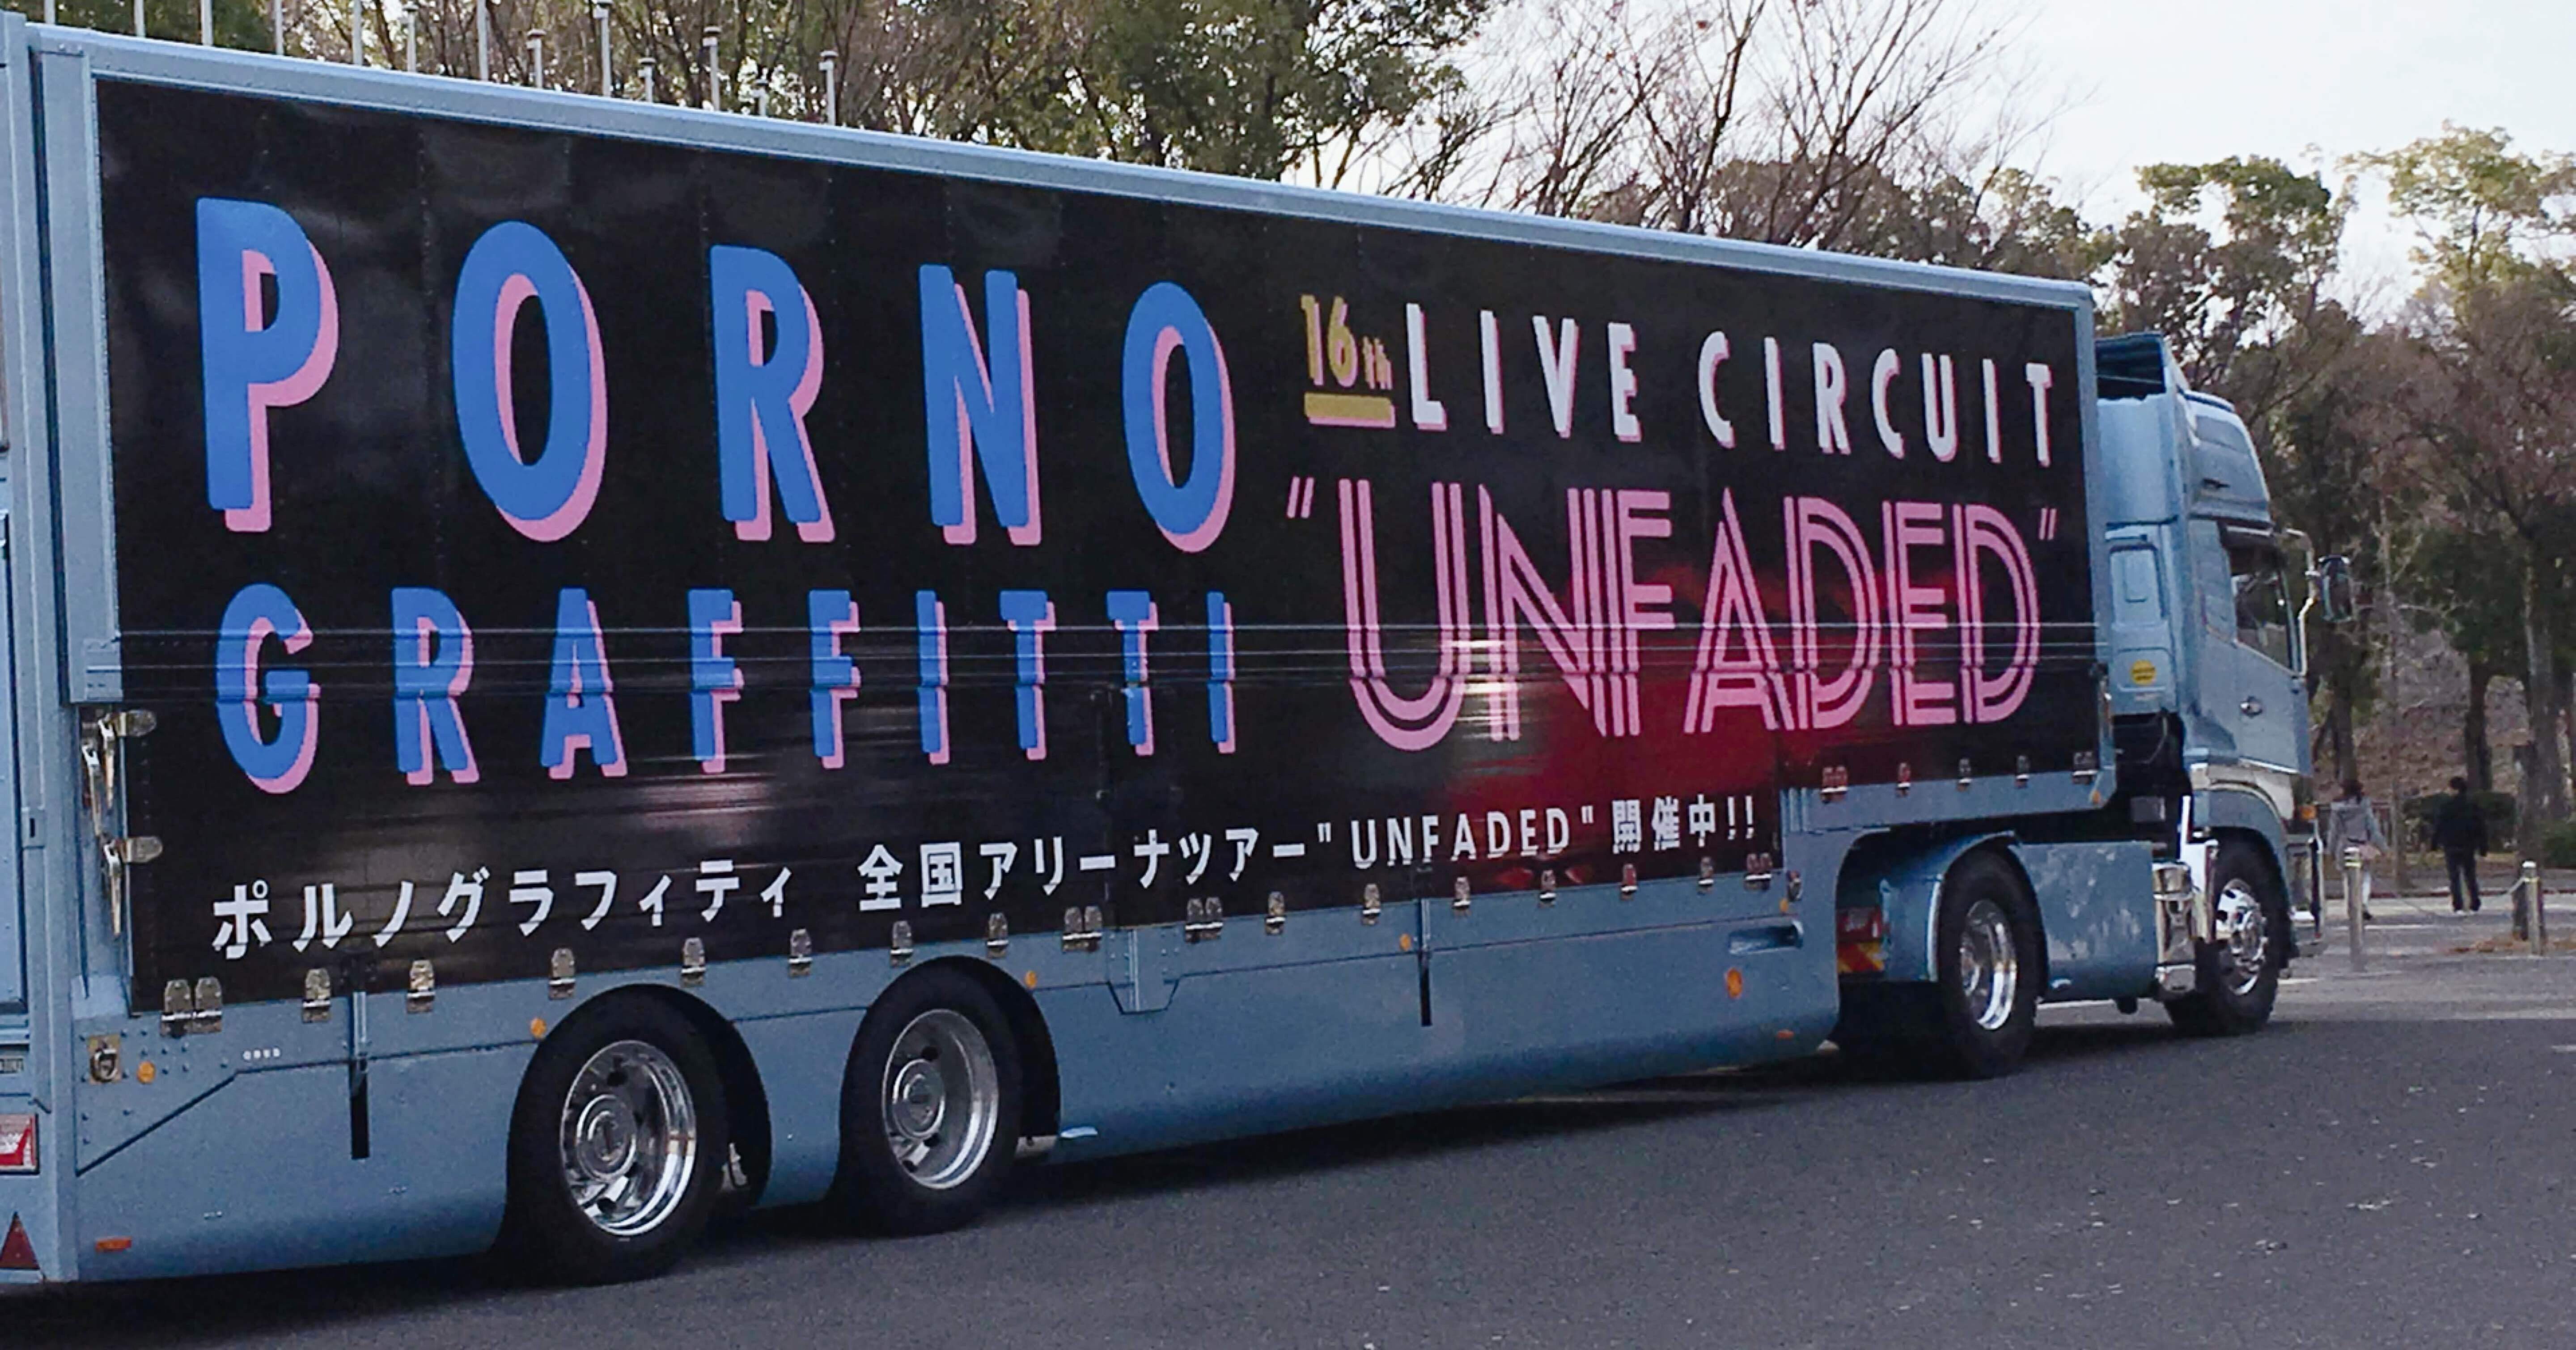 PORNO
GRAFFITTI
16th LIVE CIRCUIT
"UNFADED"
ポルノグラフィティ 全国アリーナツアー"UNFADED" 開催中!!